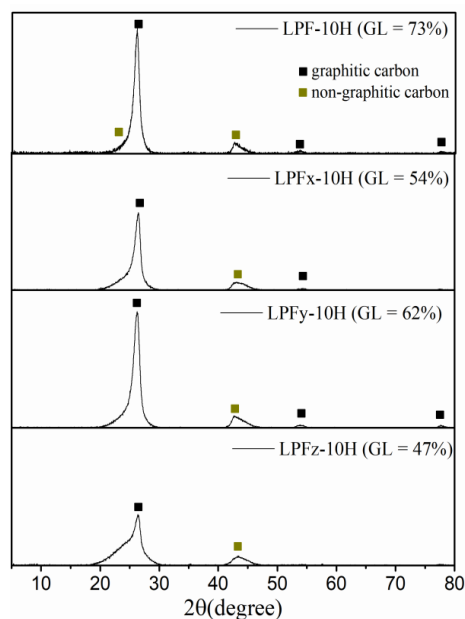 LPF-10H (GL = 73%)
graphitic carbon
non-graphitic carbon
LPFx-10H (GL = 54%)
LPFy-10H (GL = 62%)
LPFz-10H (GL = 47%)
10 20 30 40 50 60 70 80
2θ(degree)